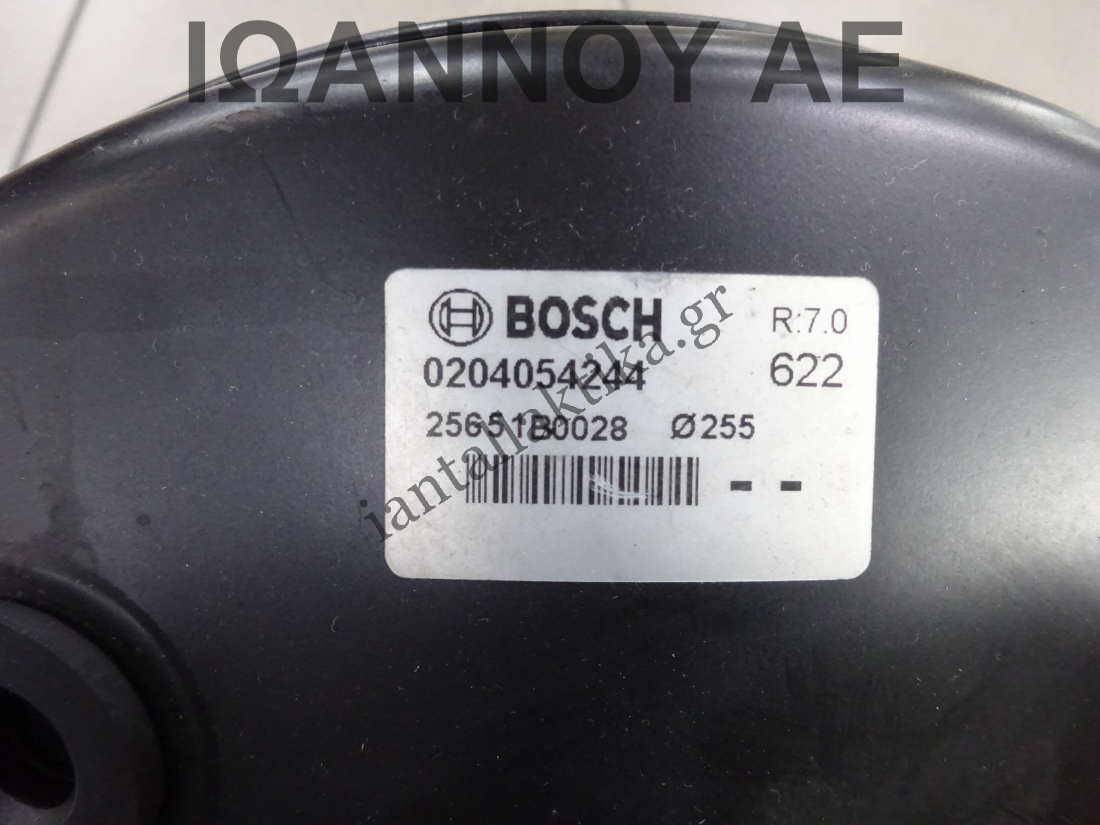 ΙΩΑΝΝΟΥ ΑΕ
BOSCH R:7.0
0204054244 622
25651B0028 Ø255
iantallaktika.gr